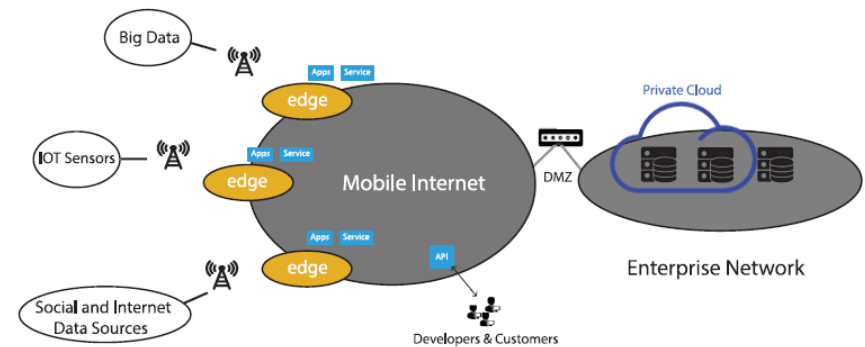 Big Data
Apps Service
edge
Private Cloud
IOT Sensors
Apps Service
edge
Mobile Internet
DMZ
Apps Service
edge
API
Enterprise Network
Social and Internet
Data Sources
Developers & Customers